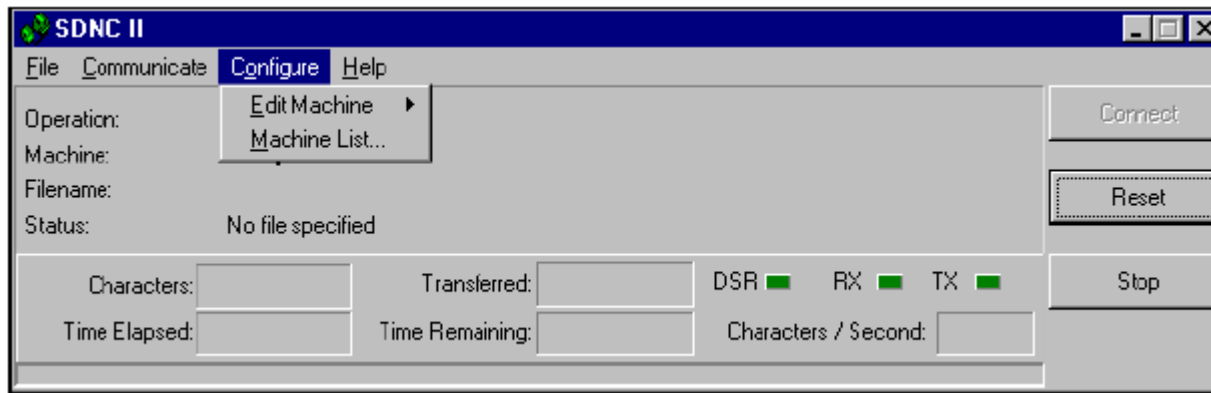 SDNC II
File Communicate Configure Help
Edit Machine
Machine List...
Operation:
Machine:
Filename:
Status: No file specified
Connect
Reset
Stop
Characters: Transferred: DSR RX TX
Time Elapsed: Time Remaining: Characters / Second: